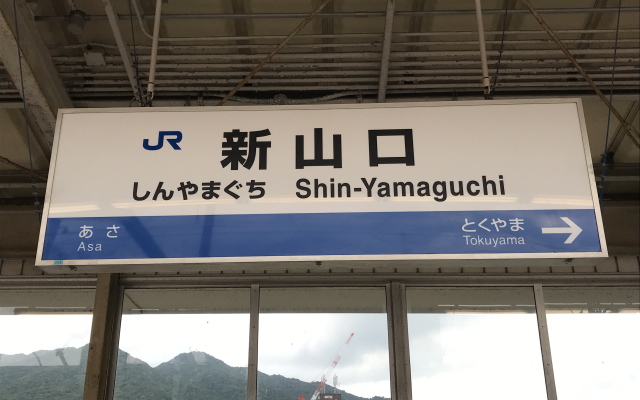 JR 新山口
しんやまぐち Shin-Yamaguchi
あさ とくやま →
Asa Tokuyama